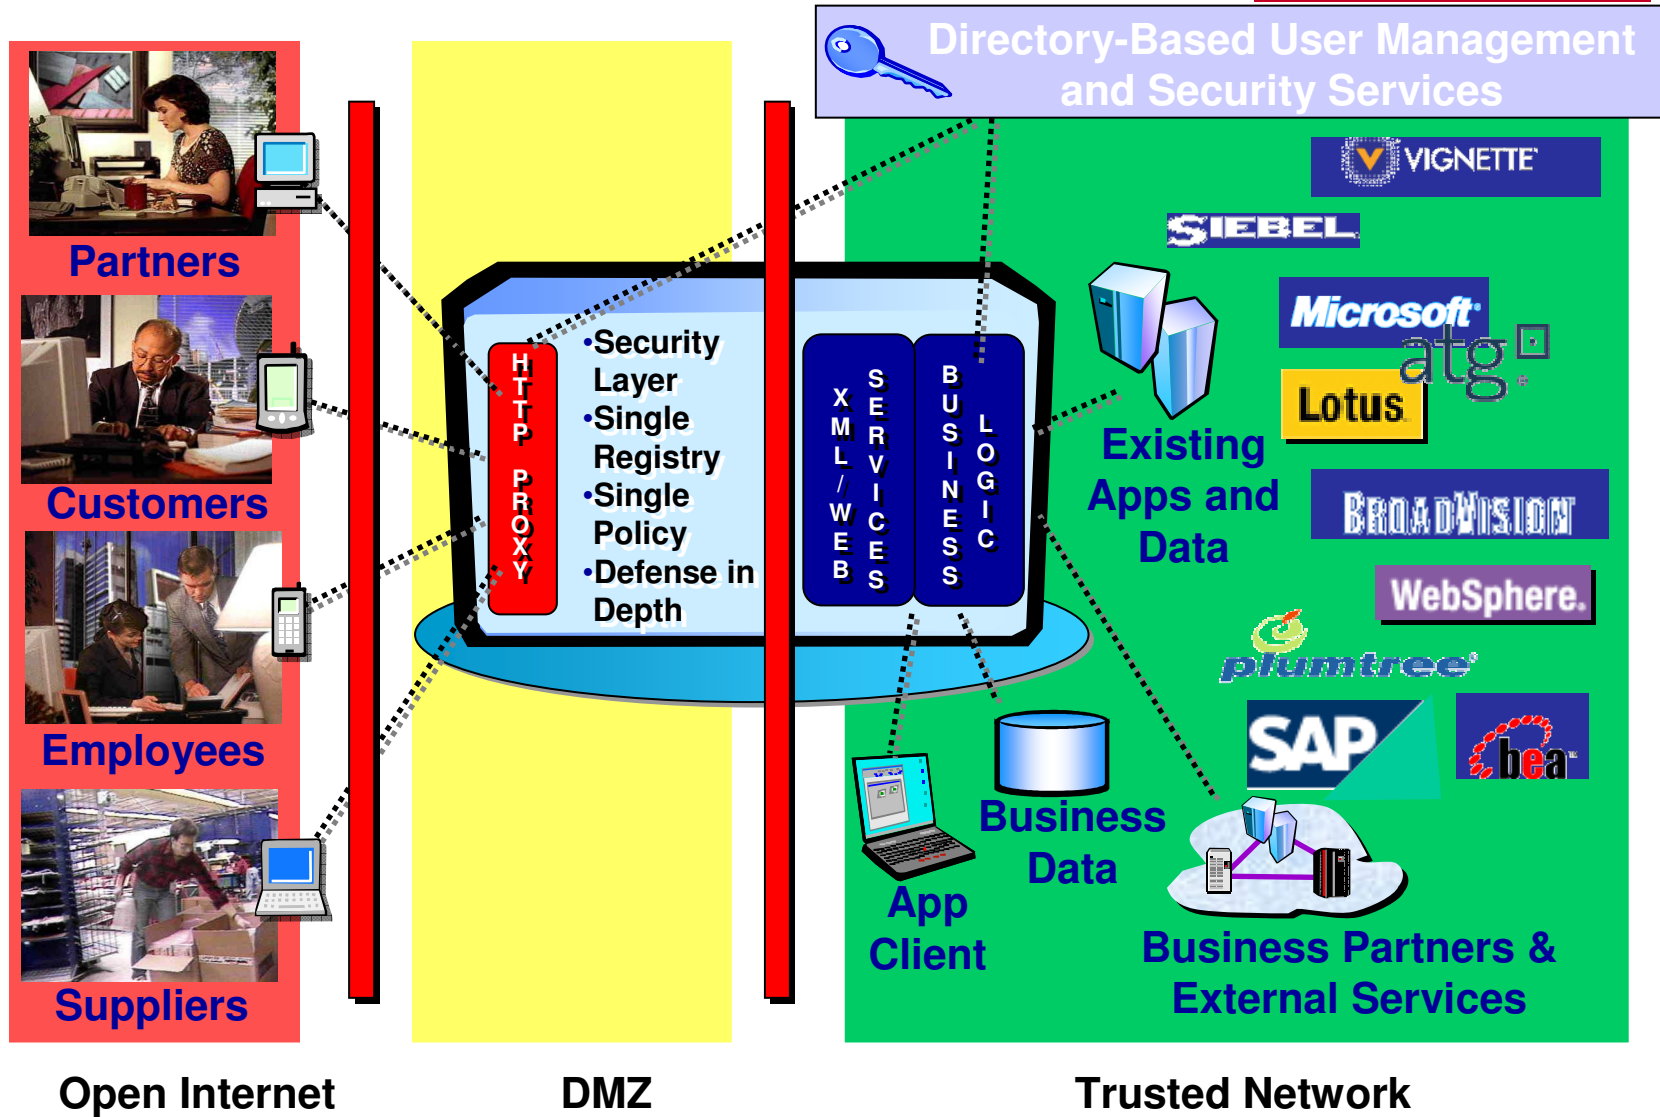 Directory-Based User Management
and Security Services
Partners
Customers
Employees
Suppliers
HTTP PROXY
•Security
Layer
•Single
Registry
•Single
Policy
•Defense in
Depth
XML/WEB
SERVICES
BUSINESS
LOGIC
VIGNETTE
SIEBEL
Microsoft
atg
Lotus
BROADVISION
WebSphere.
plumtree
SAP
bea
Existing
Apps and
Data
App
Client
Business
Data
Business Partners &
External Services
Open Internet
DMZ
Trusted Network